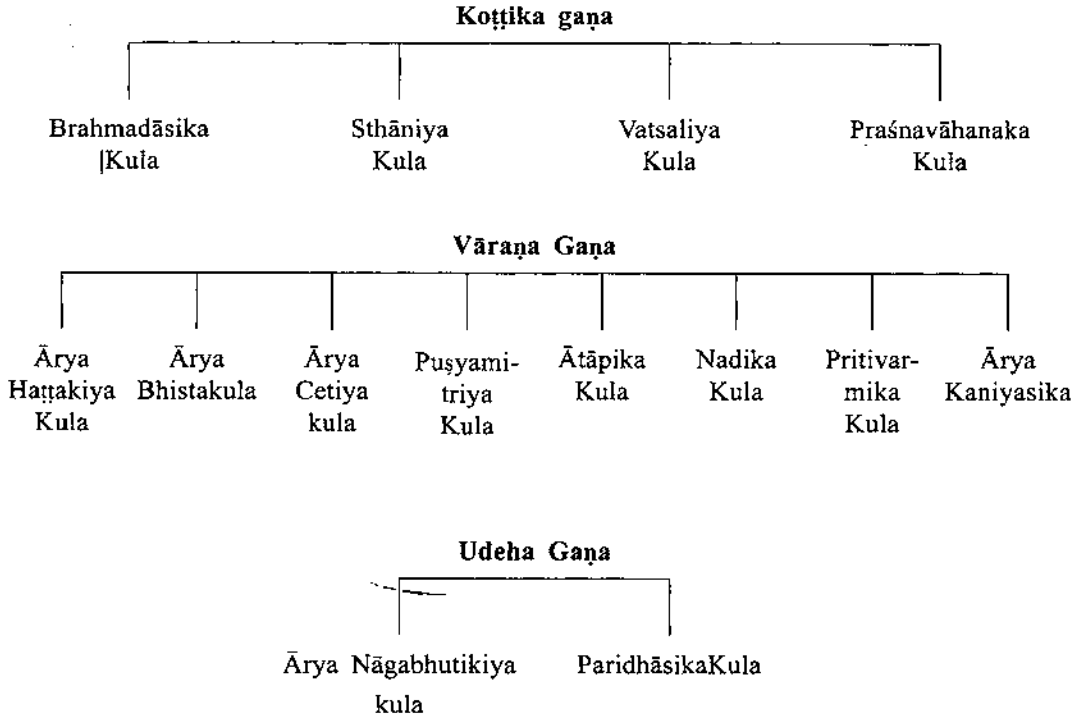 Koṭṭika gaṇa
Brahmadāsika Sthāniya Vatsaliya Praśnavāhanaka
Kula Kula Kula Kula
Vāraṇa Gaṇa
Ārya Ārya Ārya Puṣyami- Ātāpika Nadika Pritivar- Ārya
Haṭṭakiya Bhistakula Cetiya triya Kula Kula mika Kaniyasika
Kula kula Kula Kula
Udeha Gaṇa
Ārya Nāgabhutikiya ParidhāsikaKula
kula